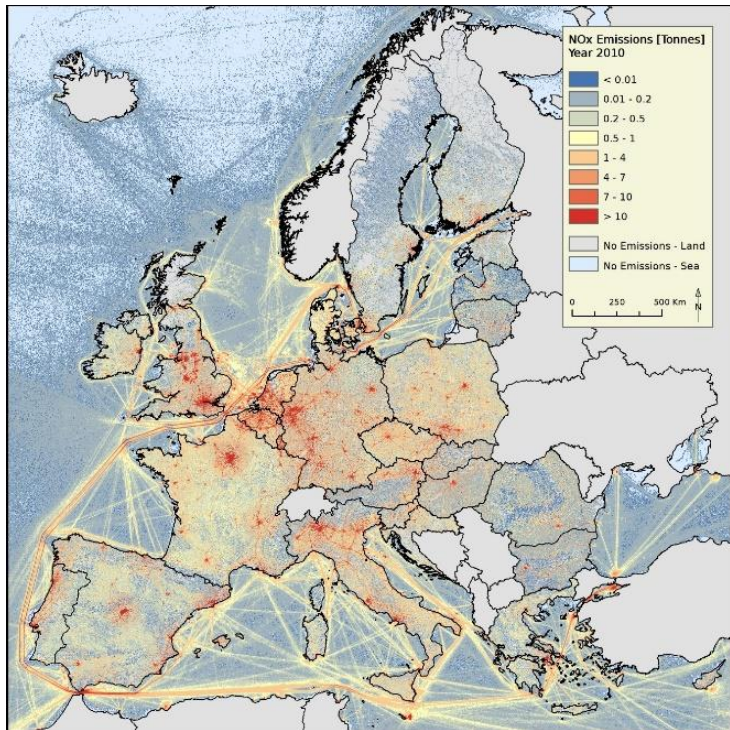 NOx Emissions [Tonnes]
Year 2010
< 0.01
0.01 - 0.2
0.2 - 0.5
0.5 - 1
1 - 4
4 - 7
7 - 10
> 10
No Emissions - Land
No Emissions - Sea
0 250 500 Km
N